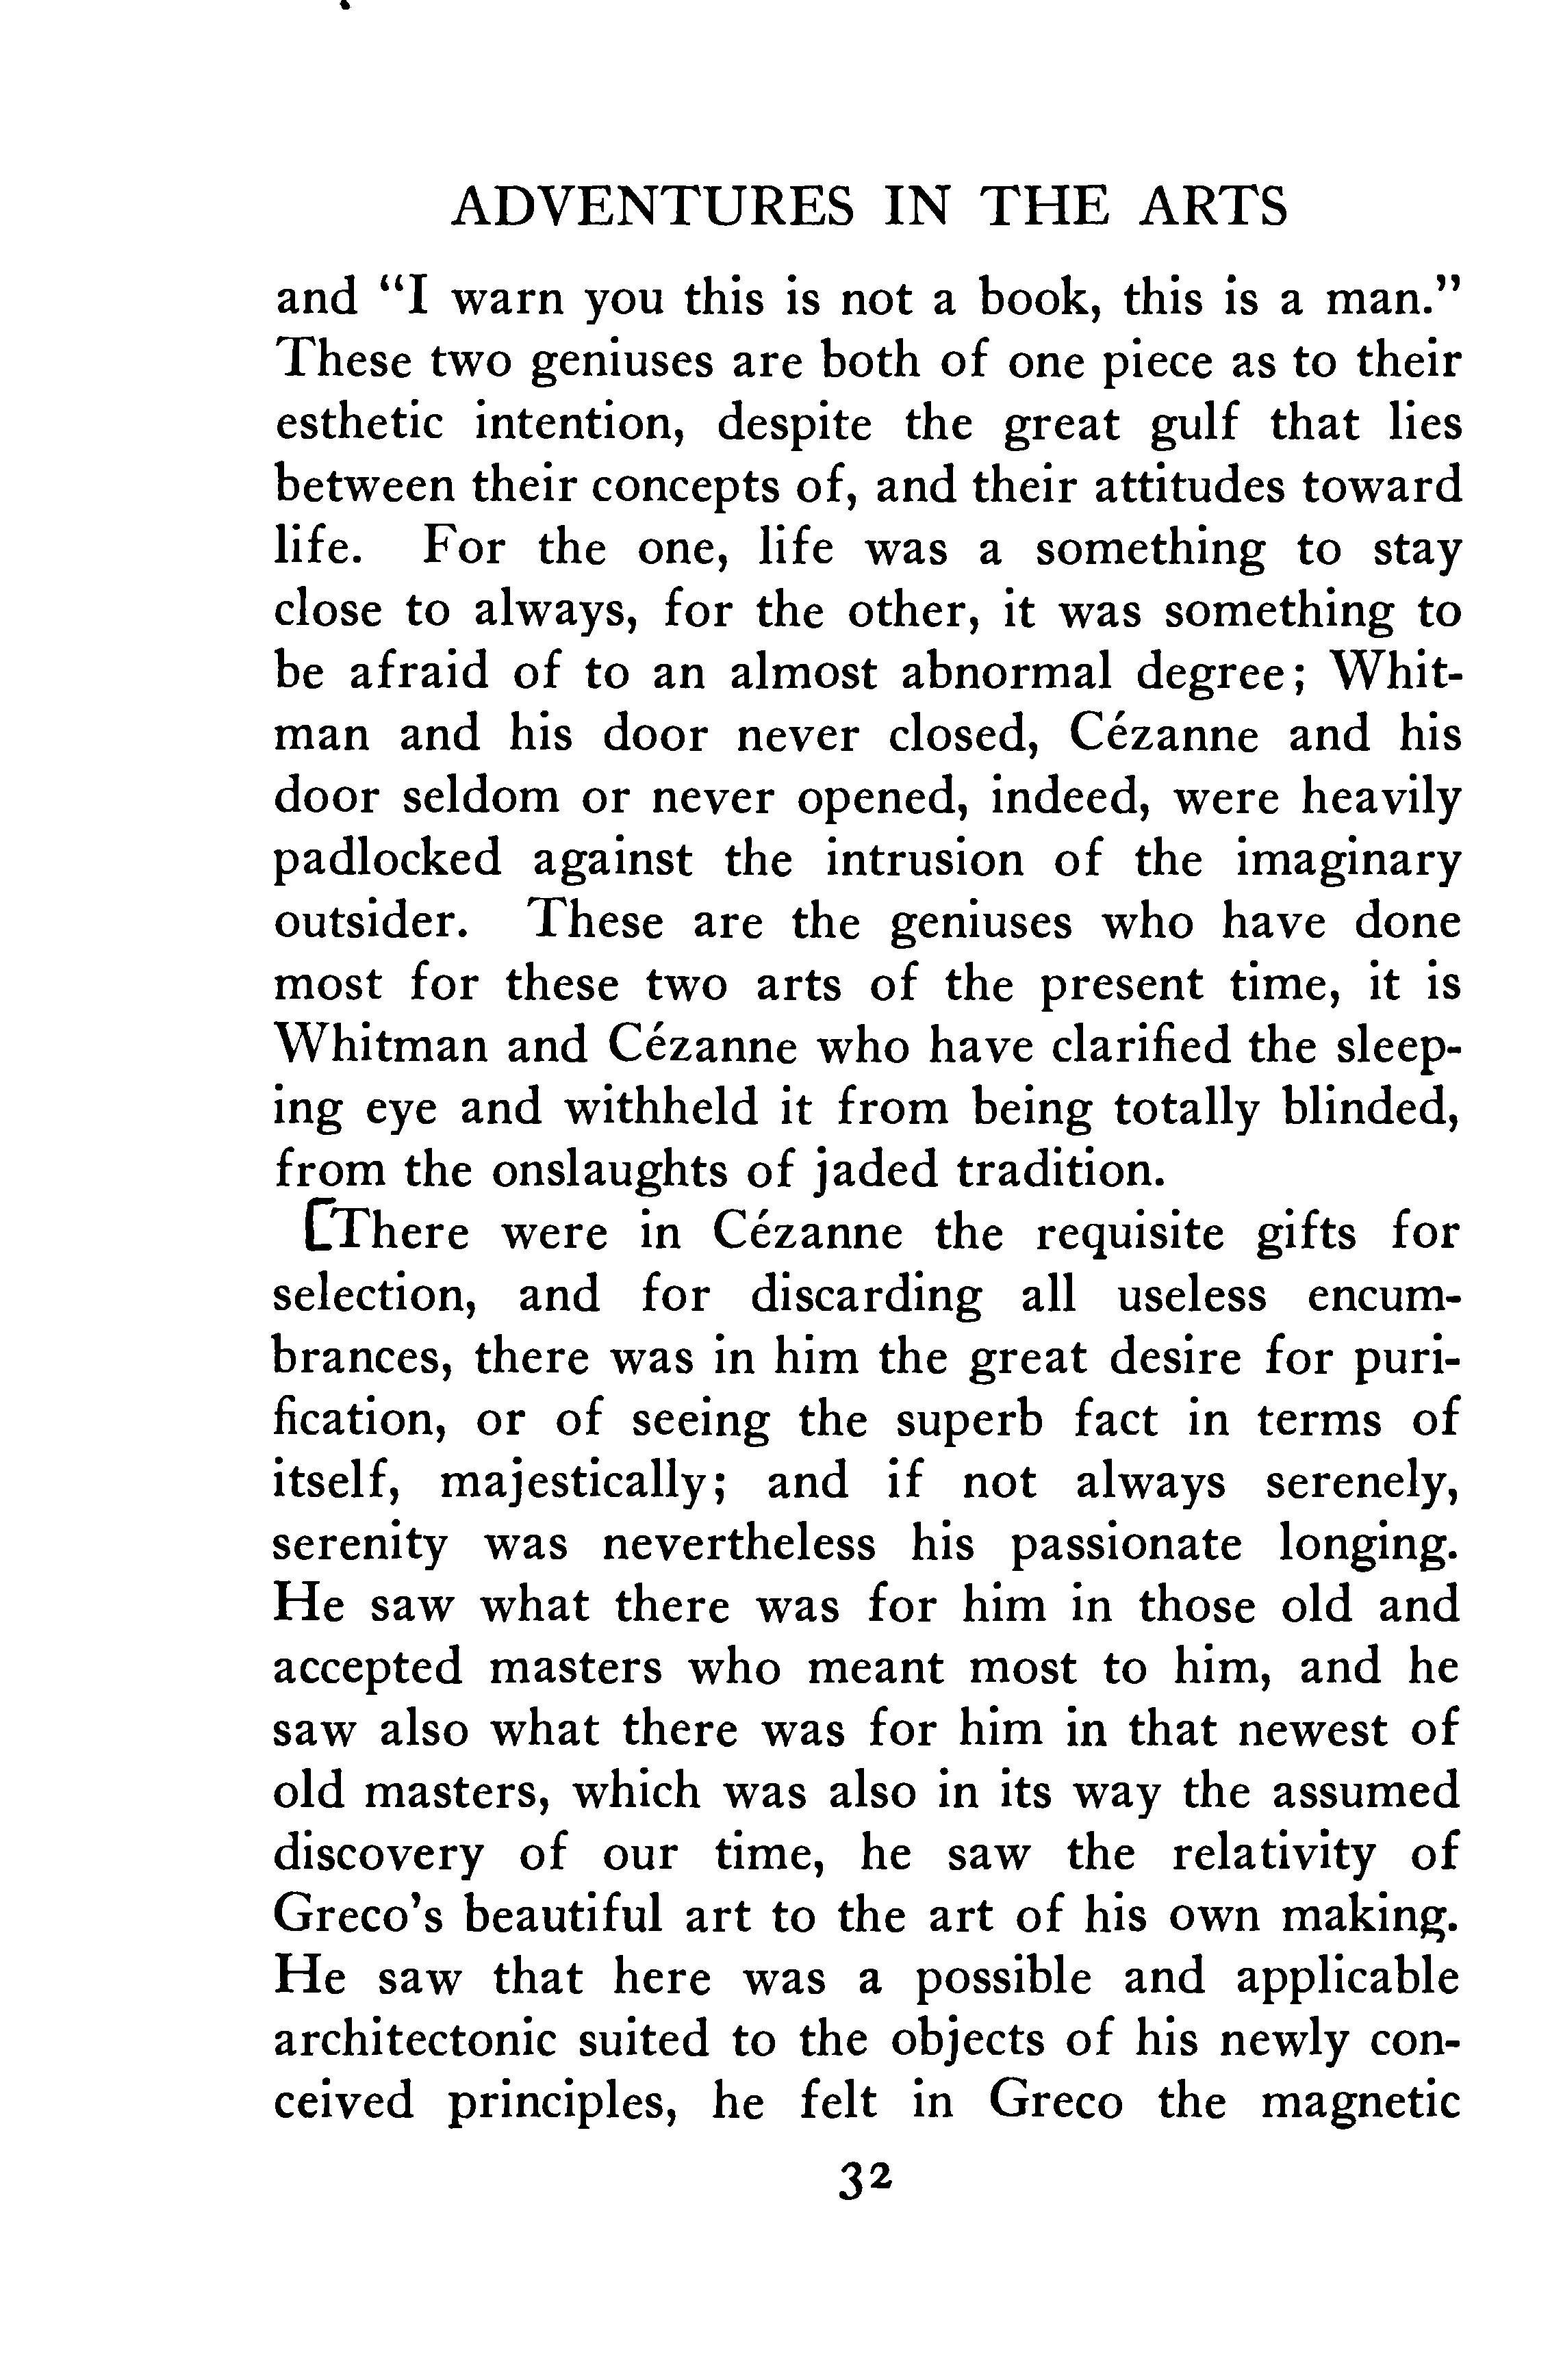 ADVENTURES IN THE ARTS
and “I warn you this is not a book, this is a man.”
These two geniuses are both of one piece as to their
esthetic intention, despite the great gulf that lies
between their concepts of, and their attitudes toward
life. For the one, life was a something to stay
close to always, for the other, it was something to
be afraid of to an almost abnormal degree; Whit-
man and his door never closed, Cézanne and his
door seldom or never opened, indeed, were heavily
padlocked against the intrusion of the imaginary
outsider. These are the geniuses who have done
most for these two arts of the present time, it is
Whitman and Cézanne who have clarified the sleep-
ing eye and withheld it from being totally blinded,
from the onslaughts of jaded tradition.
[There were in Cézanne the requisite gifts for
selection, and for discarding all useless encum-
brances, there was in him the great desire for puri-
fication, or of seeing the superb fact in terms of
itself, majestically; and if not always serenely,
serenity was nevertheless his passionate longing.
He saw what there was for him in those old and
accepted masters who meant most to him, and he
saw also what there was for him in that newest of
old masters, which was also in its way the assumed
discovery of our time, he saw the relativity of
Greco’s beautiful art to the art of his own making.
He saw that here was a possible and applicable
architectonic suited to the objects of his newly con-
ceived principles, he felt in Greco the magnetic
32